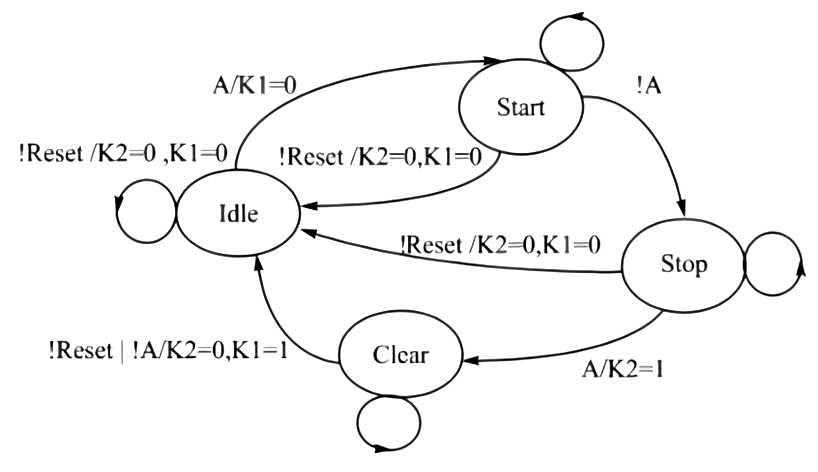 A/K1=0
!A
Start
!Reset /K2=0 ,K1=0
!Reset /K2=0,K1=0
Idle
!Reset /K2=0,K1=0
Stop
!Reset | !A/K2=0,K1=1
Clear
A/K2=1